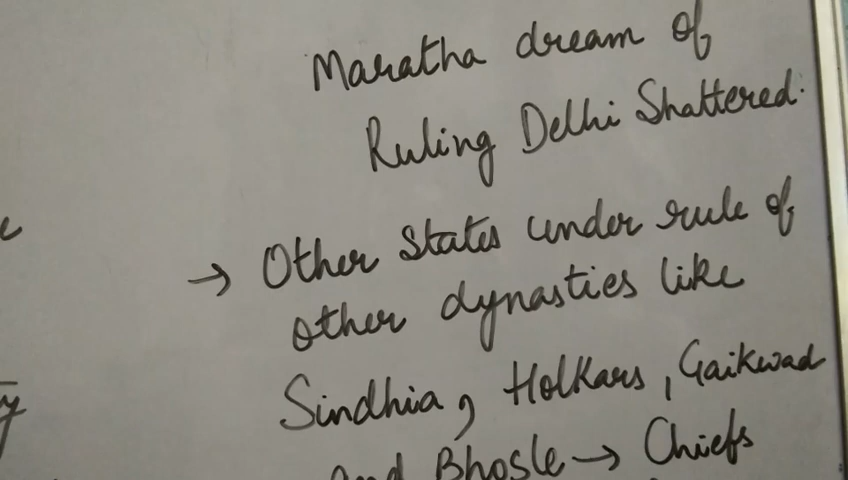 Maratha dream of
Ruling Delhi Shattered.
→ Other States under rule of
other dynasties like
Sindhia, Holkars, Gaikwad
and Bhosle → Chiefs